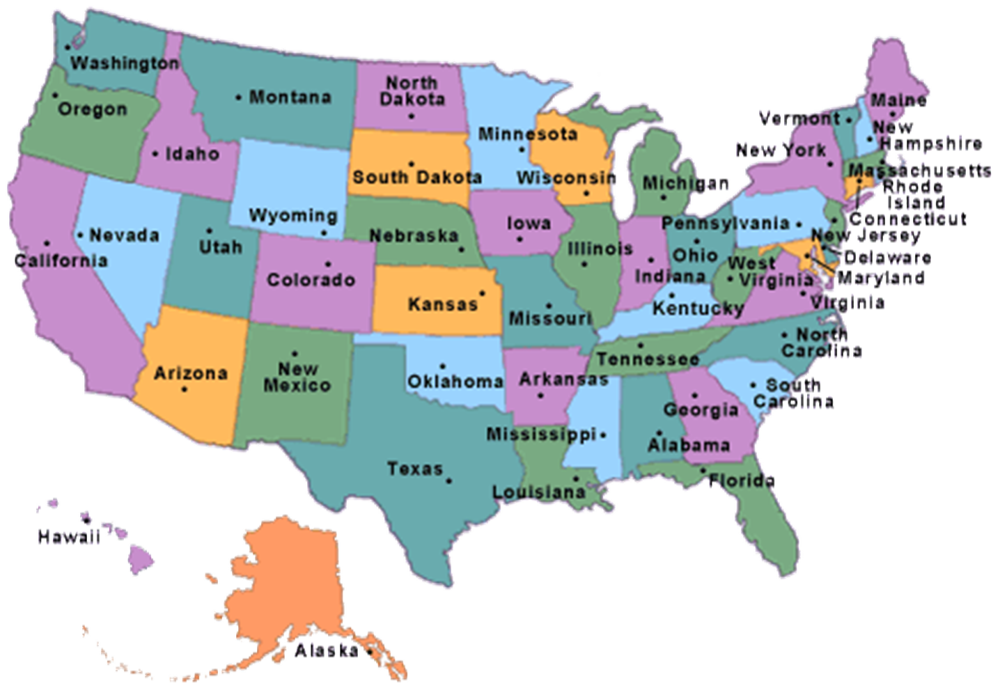 Washington
Oregon
Idaho
Montana
North
Dakota
Minnesota
South Dakota
Wisconsin
Michigan
Vermont
Maine
New
Hampshire
New York
Massachusetts
Rhode
Island
Connecticut
New Jersey
Delaware
Maryland
Pennsylvania
Wyoming
Nevada
California
Utah
Colorado
Nebraska
Iowa
Illinois
Indiana
Ohio
West
Virginia
Virginia
Kansas
Missouri
Kentucky
North
Carolina
Arizona
New
Mexico
Oklahoma
Arkansas
Tennessee
South
Carolina
Georgia
Mississippi
Alabama
Texas
Louisiana
Florida
Hawaii
Alaska